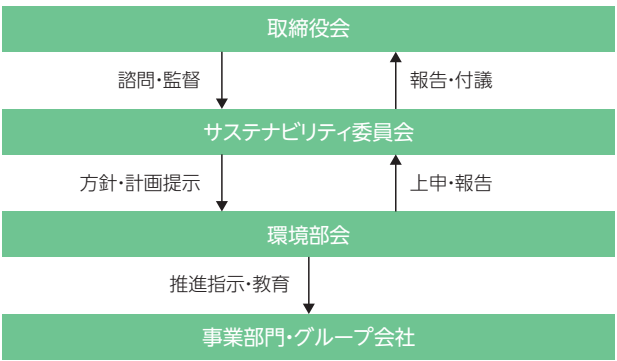 取締役会
諮問・監督
報告・付議
サステナビリティ委員会
方針・計画提示
上申・報告
環境部会
推進指示・教育
事業部門・グループ会社